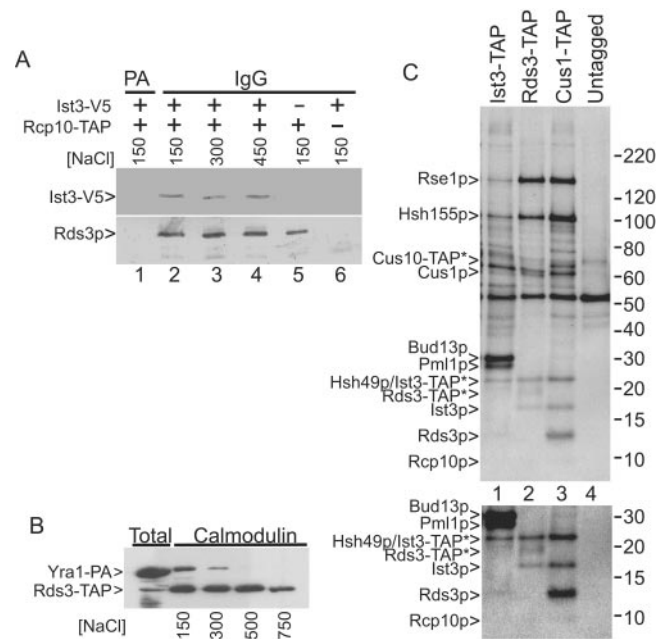 A
PA IgG
Ist3-V5 + + + + – +
Rcp10-TAP + + + + + –
[NaCl] 150 150 300 450 150 150
Ist3-V5>
Rds3p>
1 2 3 4 5 6
B
Total Calmodulin
Yra1-PA>
Rds3-TAP>
[NaCl] 150 300 500 750
C
Ist3-TAP Rds3-TAP Cus1-TAP Untagged
-220
Rse1p>
-120
Hsh155p> -100
-80
Cus10-TAP*>
Cus1p> -60
-50
-40
Bud13p
-30
Pml1p>
Hsh49p/Ist3-TAP*>
-20
Rds3-TAP*>
Ist3p>
-15
Rds3p>
Rcp10p> -10
1 2 3 4
Bud13p> -30
Pml1p>
Hsh49p/Ist3-TAP*>
-20
Rds3-TAP*>
Ist3p>
-15
Rds3p>
Rcp10p> -10